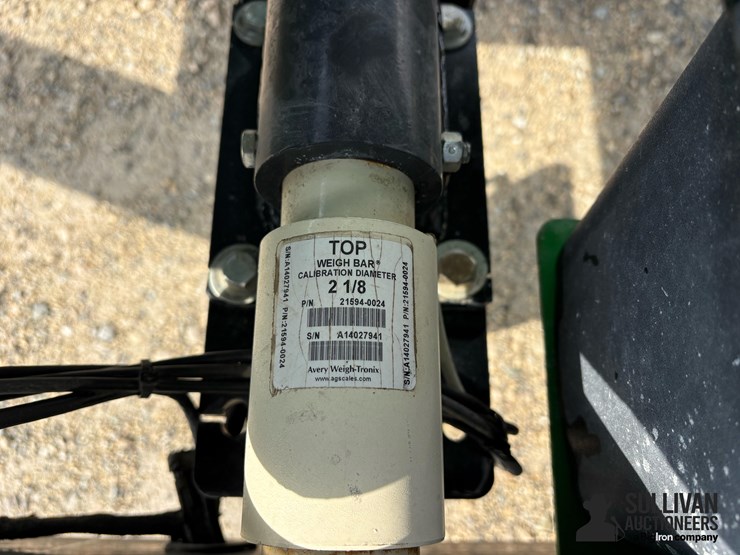 TOP
WEIGH BAR®
CALIBRATION DIAMETER
2 1/8
P/N 21594-0024
S/N A14027941
Avery Weigh-Tronix
www.agscales.com
S/N:A14027941 P/N:21594-0024
S/N:A14027941 P/N:21594-0024
SULLIVAN
AUCTIONEERS
Iron company